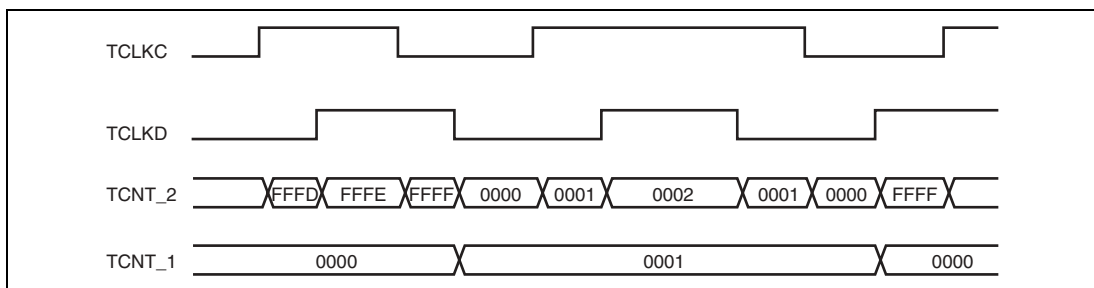 TCLKC
TCLKD
TCNT_2 FFFD FFFE FFFF 0000 0001 0002 0001 0000 FFFF
TCNT_1 0000 0001 0000